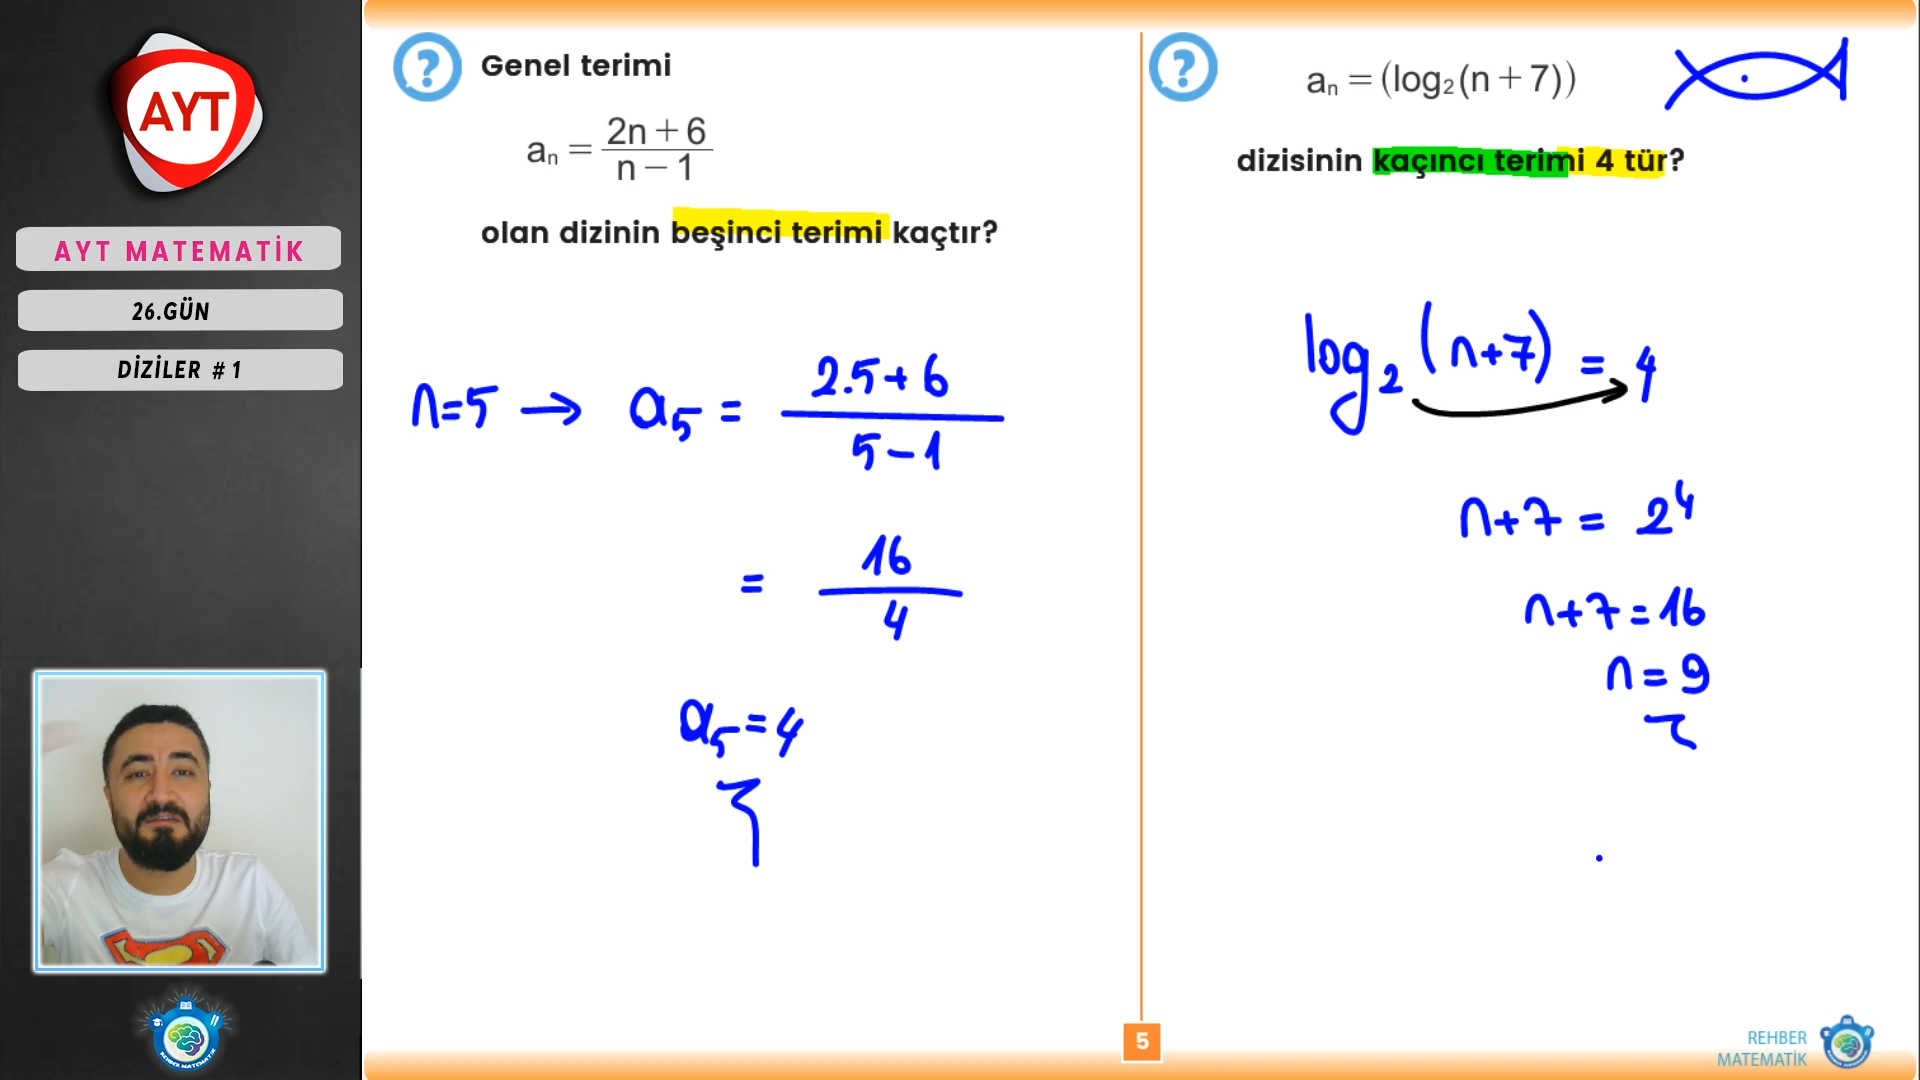 AYT
AYT MATEMATİK
26.GÜN
DİZİLER #1
Genel terimi
aₙ = (2n+6)/(n−1)
olan dizinin beşinci terimi kaçtır?
n=5 → a₅ = (2.5+6)/(5−1)
= 16/4
a₅=4
aₙ = (log₂(n+7))
dizisinin kaçıncı terimi 4 tür?
log₂(n+7) = 4
n+7 = 2⁴
n+7=16
n=9
5
REHBER
MATEMATİK
REHBER MATEMATİK